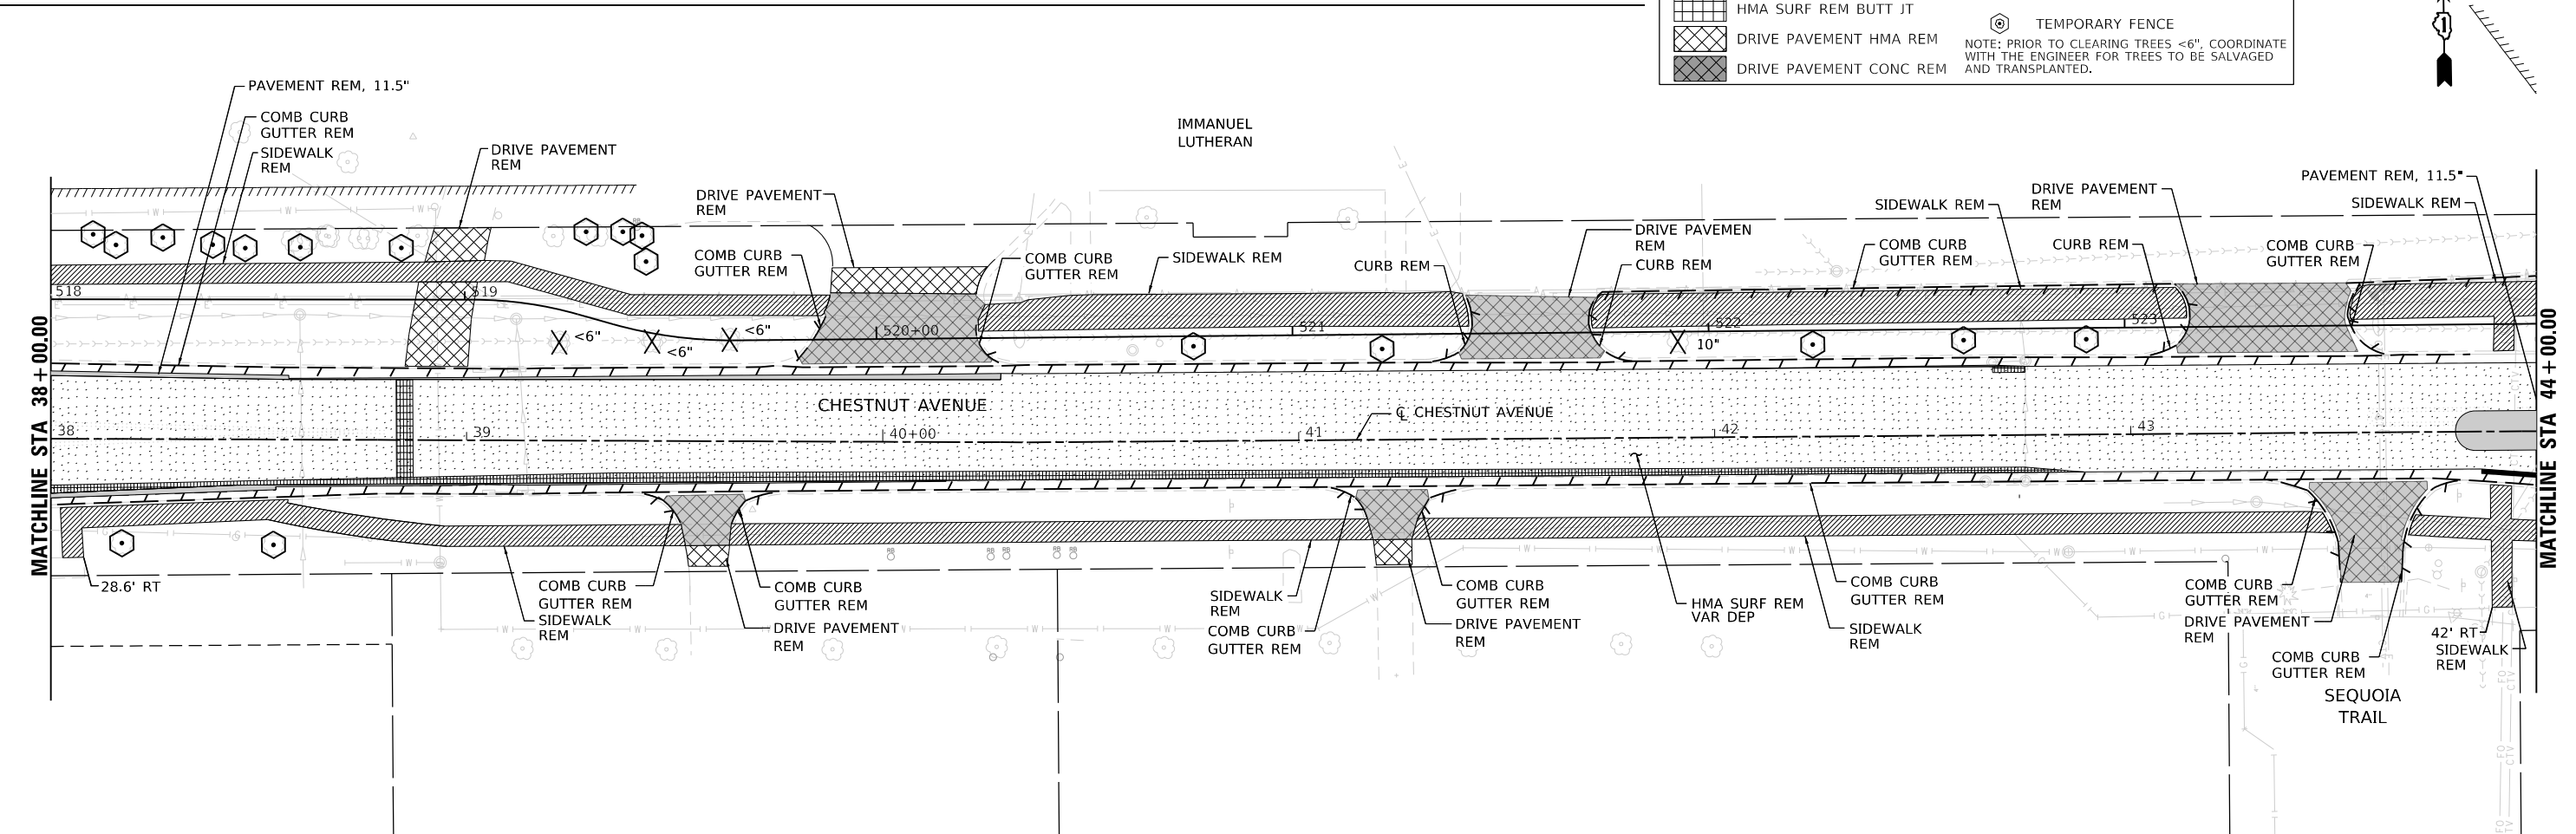 HMA SURF REM BUTT JT
DRIVE PAVEMENT HMA REM
DRIVE PAVEMENT CONC REM
TEMPORARY FENCE
NOTE: PRIOR TO CLEARING TREES <6", COORDINATE
WITH THE ENGINEER FOR TREES TO BE SALVAGED
AND TRANSPLANTED.
1
PAVEMENT REM, 11.5"
COMB CURB
GUTTER REM
SIDEWALK
REM
DRIVE PAVEMENT
REM
IMMANUEL
LUTHERAN
DRIVE PAVEMENT
REM
COMB CURB
GUTTER REM
COMB CURB
GUTTER REM
SIDEWALK REM
CURB REM
DRIVE PAVEMEN
REM
CURB REM
SIDEWALK REM
COMB CURB
GUTTER REM
DRIVE PAVEMENT
REM
CURB REM
COMB CURB
GUTTER REM
PAVEMENT REM, 11.5"
SIDEWALK REM
518
519
520+00
521
522
523
<6"
<6"
<6"
10"
MATCHLINE STA 38+00.00
MATCHLINE STA 44+00.00
CHESTNUT AVENUE
℄ CHESTNUT AVENUE
38
39
40+00
41
42
43
28.6' RT
COMB CURB
GUTTER REM
SIDEWALK
REM
COMB CURB
GUTTER REM
DRIVE PAVEMENT
REM
SIDEWALK
REM
COMB CURB
GUTTER REM
COMB CURB
GUTTER REM
DRIVE PAVEMENT
REM
HMA SURF REM
VAR DEP
COMB CURB
GUTTER REM
SIDEWALK
REM
COMB CURB
GUTTER REM
DRIVE PAVEMENT
REM
COMB CURB
GUTTER REM
42' RT
SIDEWALK
REM
SEQUOIA
TRAIL